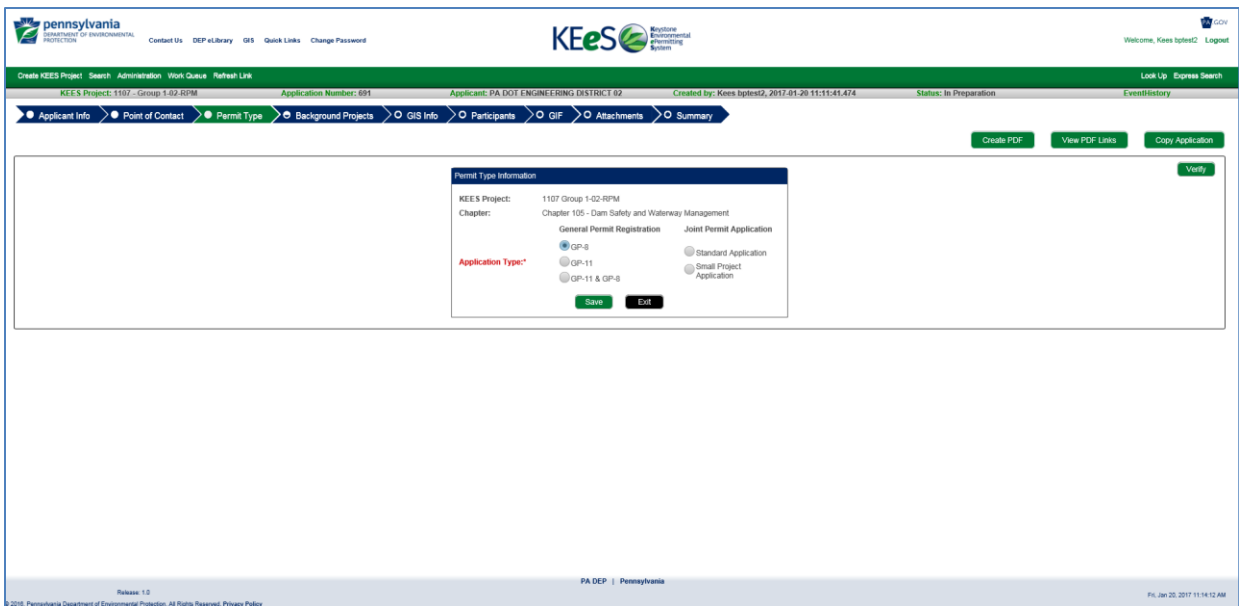 pennsylvania
DEPARTMENT OF ENVIRONMENTAL
PROTECTION
Contact Us DEP eLibrary GIS Quick Links Change Password
KEeS Keystone Environmental ePermitting System
PA GOV
Welcome, Kees bptest2 Logout
Create KEES Project Search Administration Work Queue Refresh Link Look Up Express Search
KEES Project: 1107 - Group 1-02-RPM Application Number: 691 Applicant: PA DOT ENGINEERING DISTRICT 02 Created by: Kees bptest2, 2017-01-20 11:11:41.474 Status: In Preparation EventHistory
Applicant Info Point of Contact Permit Type Background Projects GIS Info Participants GIF Attachments Summary
Create PDF View PDF Links Copy Application
Verify
Permit Type Information
KEES Project: 1107 Group 1-02-RPM
Chapter: Chapter 105 - Dam Safety and Waterway Management
General Permit Registration Joint Permit Application
Application Type:*
GP-8
GP-11
GP-11 & GP-8
Standard Application
Small Project
Application
Save Exit
PA DEP | Pennsylvania
Release: 1.0
© 2016. Pennsylvania Department of Environmental Protection. All Rights Reserved. Privacy Policy
Fri, Jan 20, 2017 11:14:12 AM